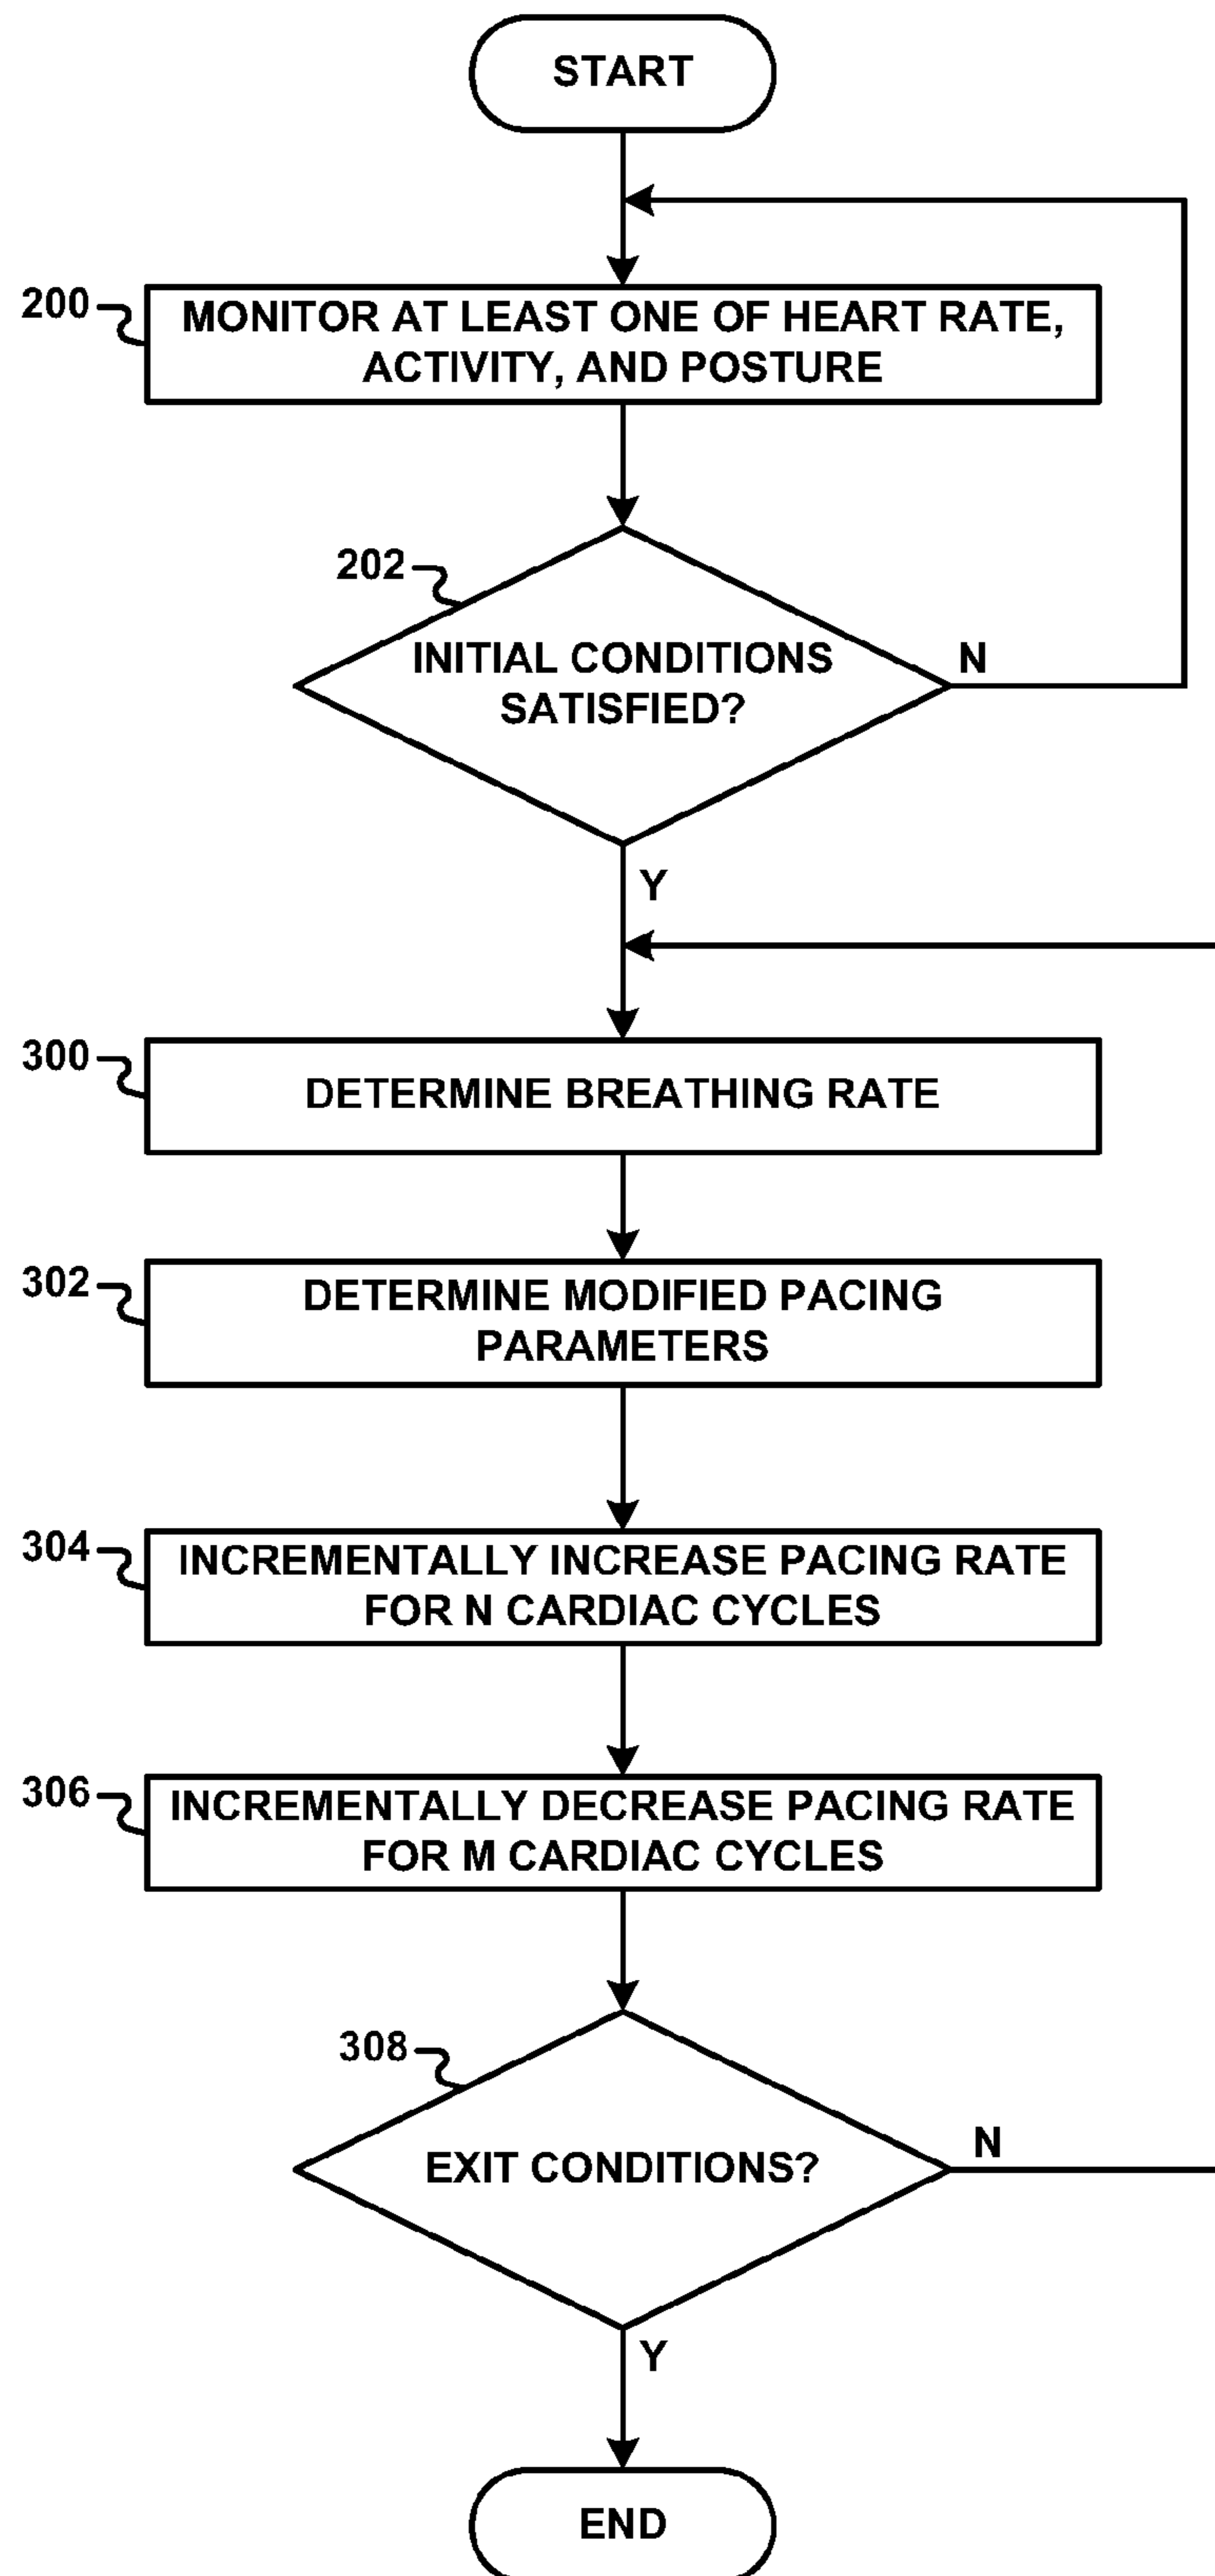 START
200
MONITOR AT LEAST ONE OF HEART RATE,
ACTIVITY, AND POSTURE
202
INITIAL CONDITIONS
SATISFIED?
N
Y
300
DETERMINE BREATHING RATE
302
DETERMINE MODIFIED PACING
PARAMETERS
304
INCREMENTALLY INCREASE PACING RATE
FOR N CARDIAC CYCLES
306
INCREMENTALLY DECREASE PACING RATE
FOR M CARDIAC CYCLES
308
EXIT CONDITIONS?
N
Y
END